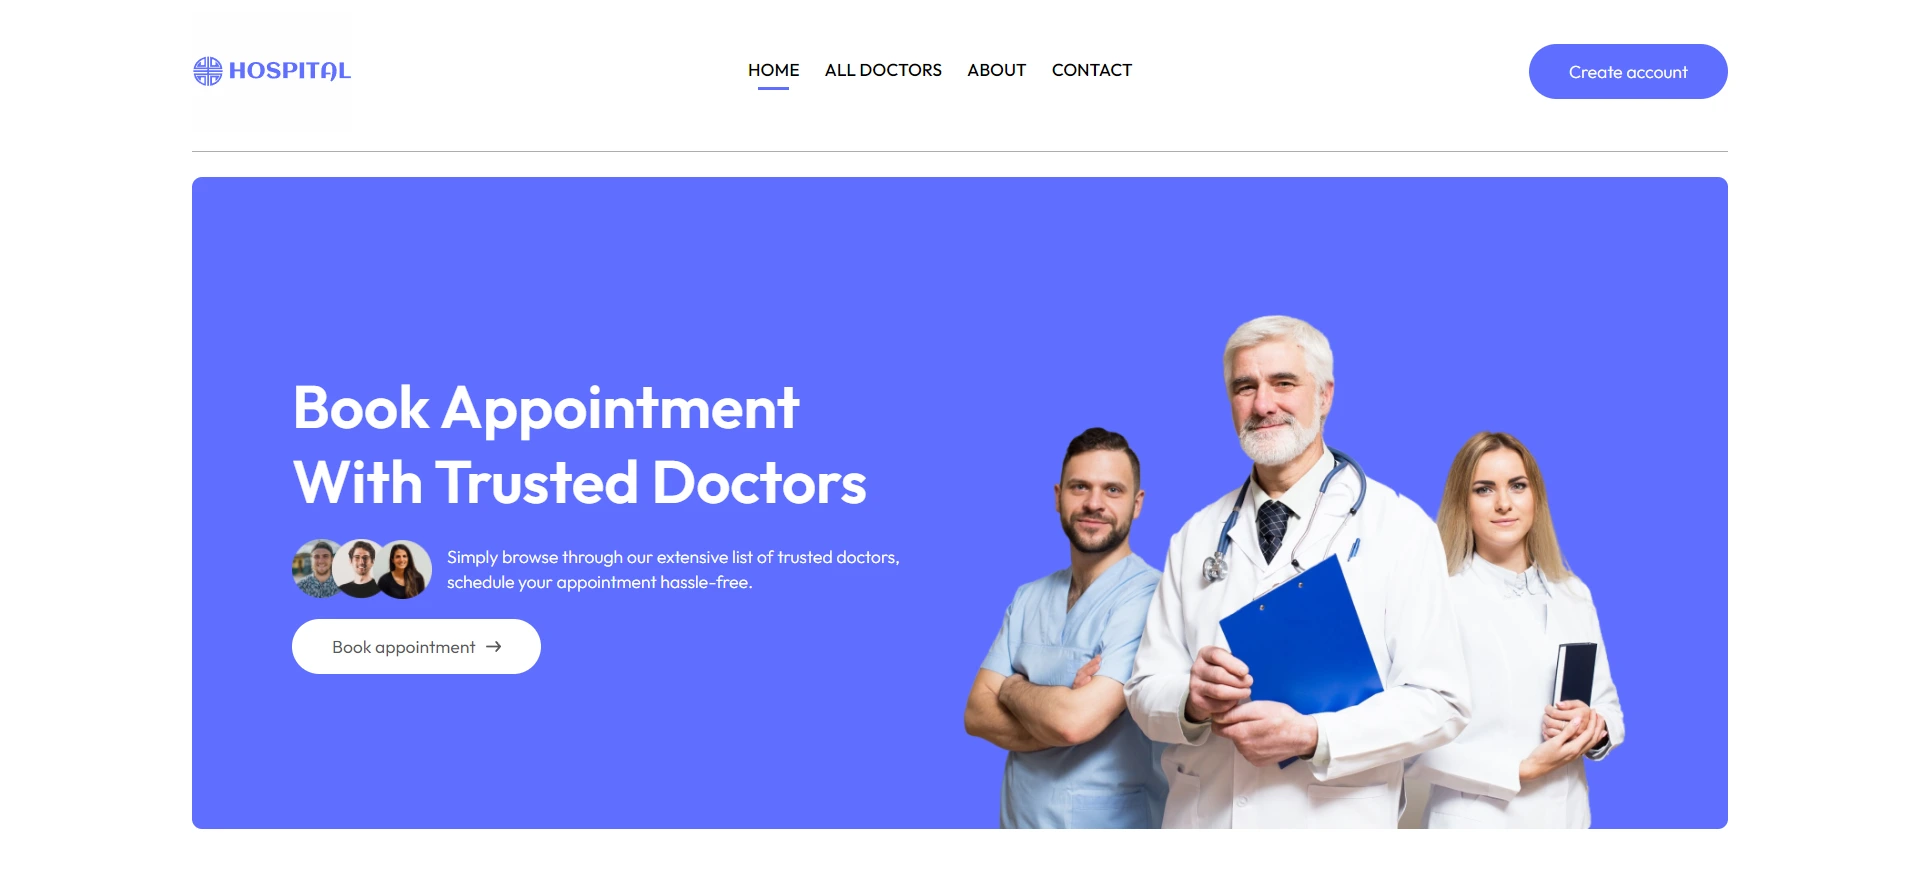 HOSPITAL
HOME
ALL DOCTORS
ABOUT
CONTACT
Create account
Book Appointment
With Trusted Doctors
Simply browse through our extensive list of trusted doctors,
schedule your appointment hassle-free.
Book appointment →